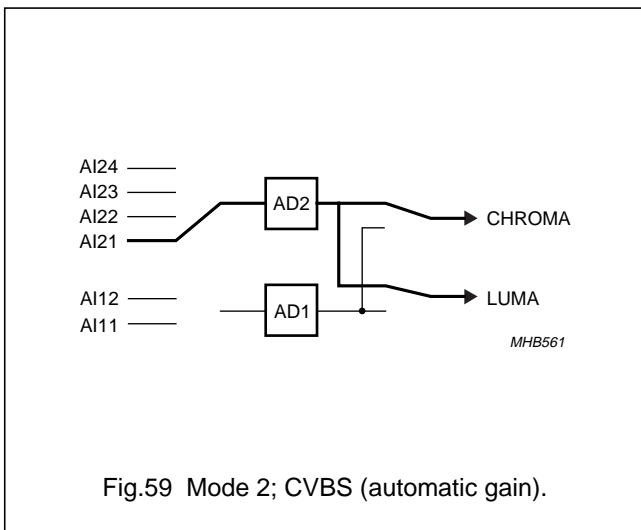 AI24
AI23
AI22
AI21
AD2
CHROMA
AI12
AI11
AD1
LUMA
MHB561
Fig.59 Mode 2; CVBS (automatic gain).